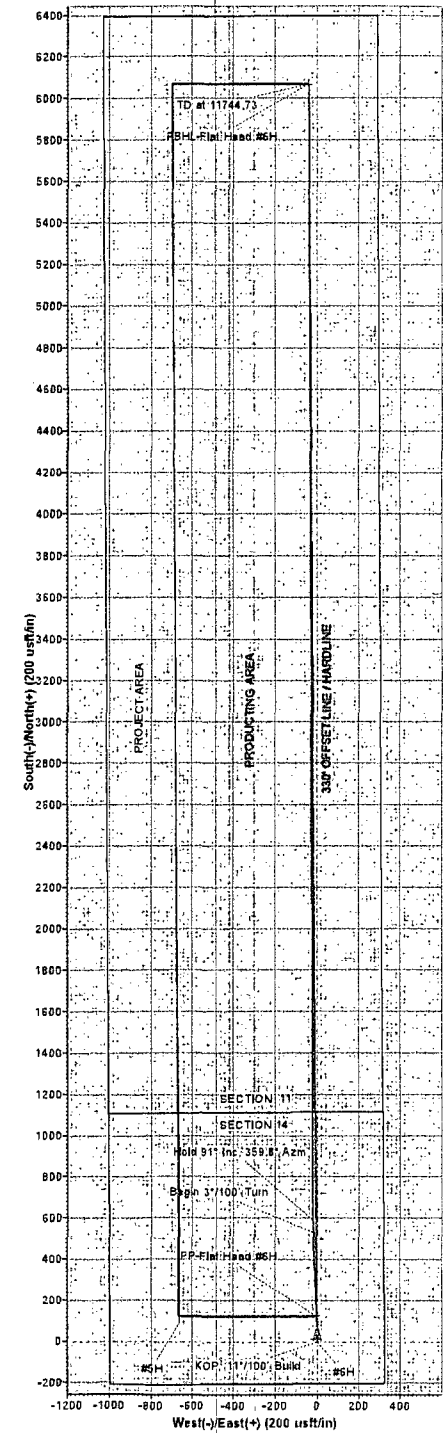 6400
6200
6000
TD at 11744.73
5800
PBHL-Flat Head #6H
5600
5400
5200
5000
4800
4600
4400
4200
4000
3800
3600
3400
3200
3000
2800
2600
2400
2200
2000
1800
1600
1400
1200
1000
800
600
400
200
0
-200
South(-)/North(+) (200 usft/in)
PROJECT AREA
PRODUCTING AREA
330' OFFSET LINE / HARDLINE
SECTION 11
SECTION 14
Hold 91° Inc, 359.8° Azm
Begin 3°/100' Turn
PP-Flat Head #6H
#5H
KOP, 11°/100', Build
#6H
-1200 -1000 -800 -600 -400 -200 0 200 400
West(-)/East(+) (200 usft/in)